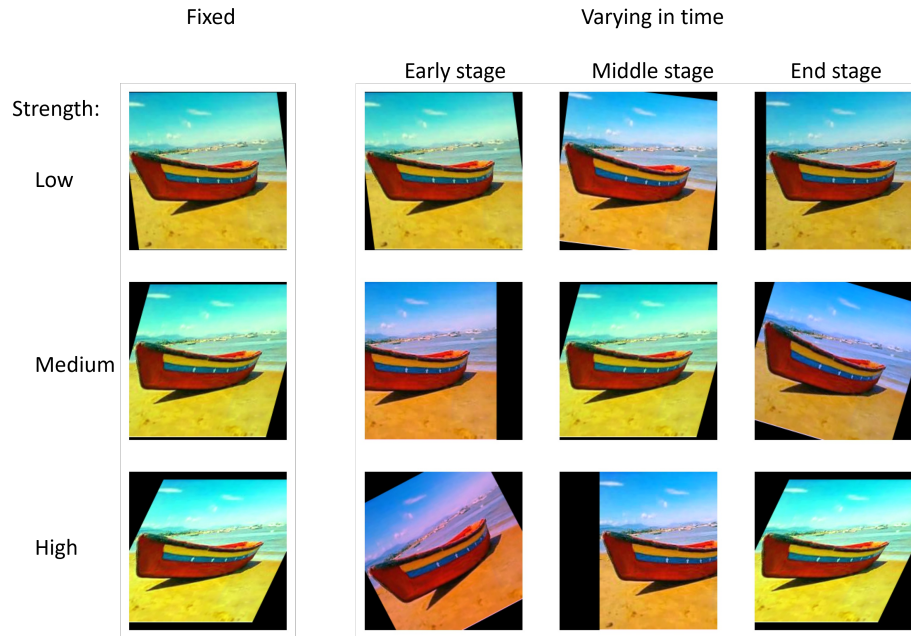 Fixed
Varying in time
Early stage
Middle stage
End stage
Strength:
Low
Medium
High